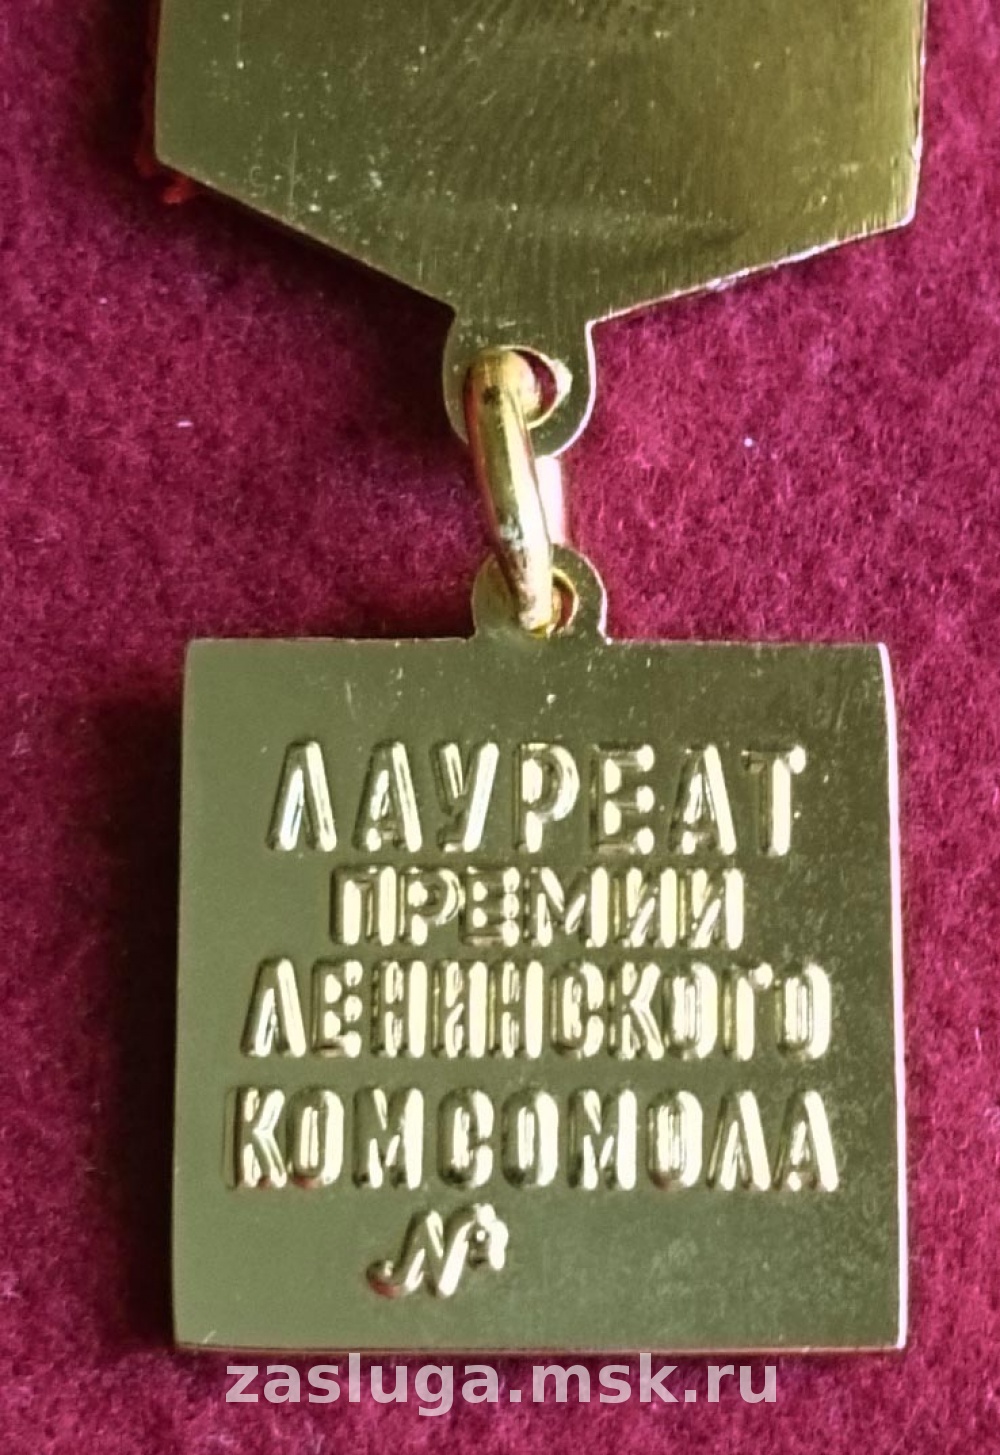 ЛАУРЕАТ
ПРЕМИИ
ЛЕНИНСКОГО
КОМСОМОЛА
№
zasluga.msk.ru